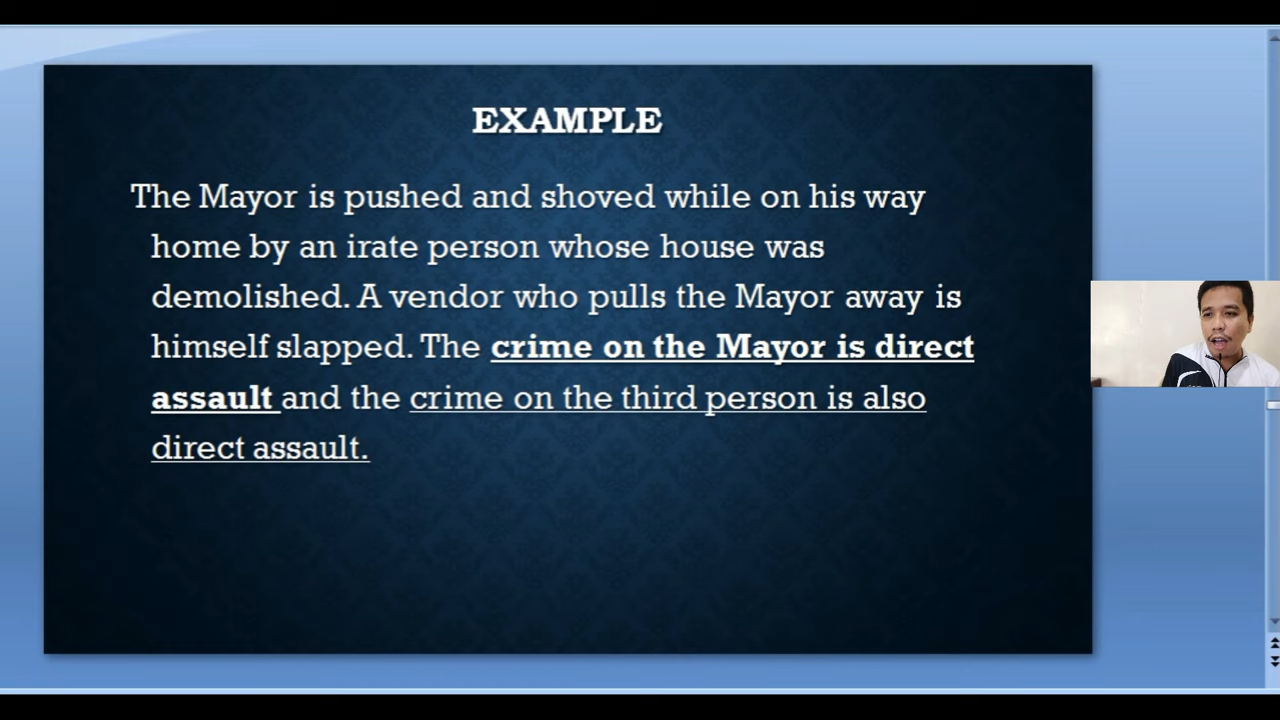 EXAMPLE
The Mayor is pushed and shoved while on his way
home by an irate person whose house was
demolished. A vendor who pulls the Mayor away is
himself slapped. The crime on the Mayor is direct
assault and the crime on the third person is also
direct assault.